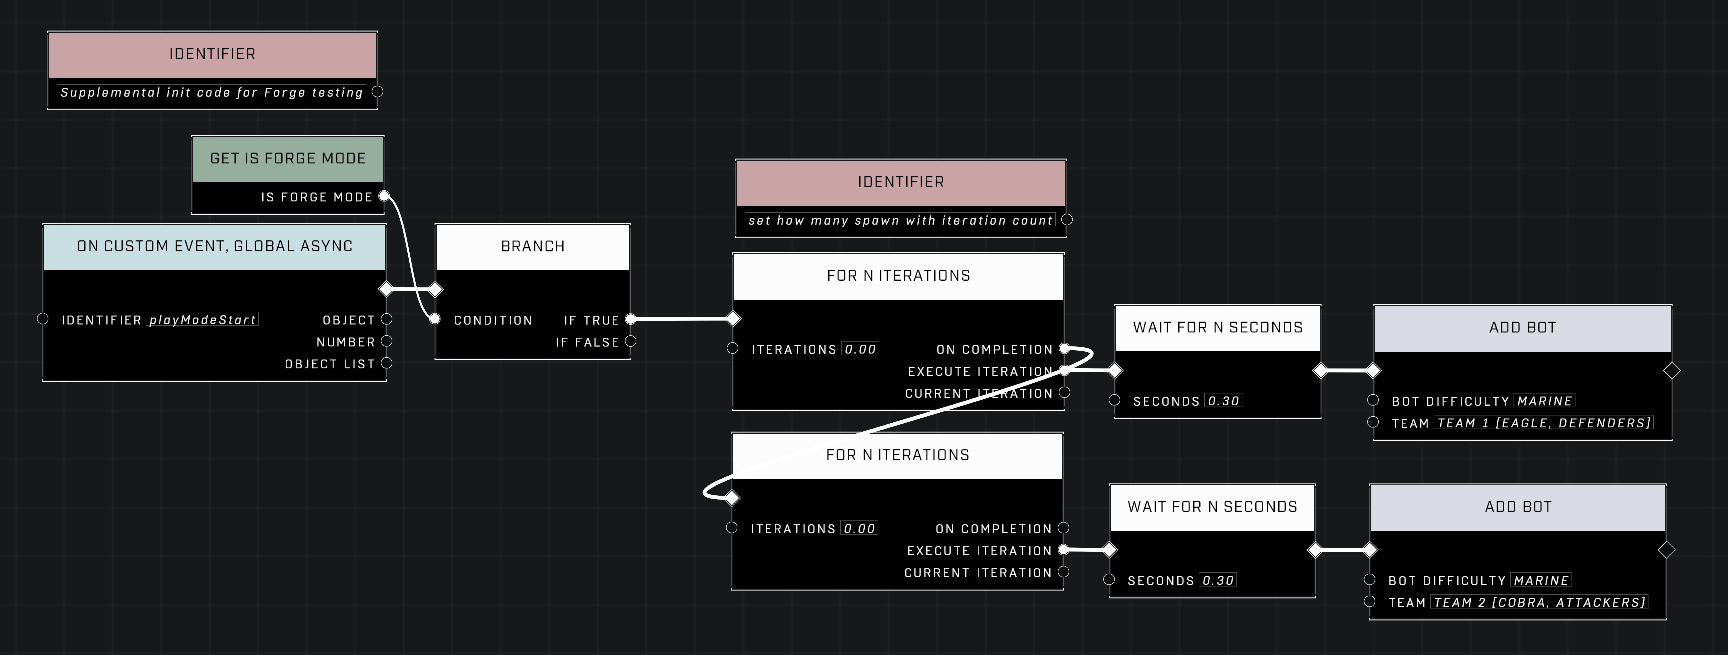 IDENTIFIER
Supplemental init code for Forge testing
GET IS FORGE MODE
IS FORGE MODE
ON CUSTOM EVENT, GLOBAL ASYNC
IDENTIFIER playModeStart OBJECT
NUMBER
OBJECT LIST
BRANCH
CONDITION IF TRUE
IF FALSE
IDENTIFIER
set how many spawn with iteration count
FOR N ITERATIONS
ITERATIONS 0.00 ON COMPLETION
EXECUTE ITERATION
CURRENT ITERATION
WAIT FOR N SECONDS
SECONDS 0.30
ADD BOT
BOT DIFFICULTY MARINE
TEAM TEAM 1 [EAGLE, DEFENDERS]
FOR N ITERATIONS
ITERATIONS 0.00 ON COMPLETION
EXECUTE ITERATION
CURRENT ITERATION
WAIT FOR N SECONDS
SECONDS 0.30
ADD BOT
BOT DIFFICULTY MARINE
TEAM TEAM 2 [COBRA, ATTACKERS]